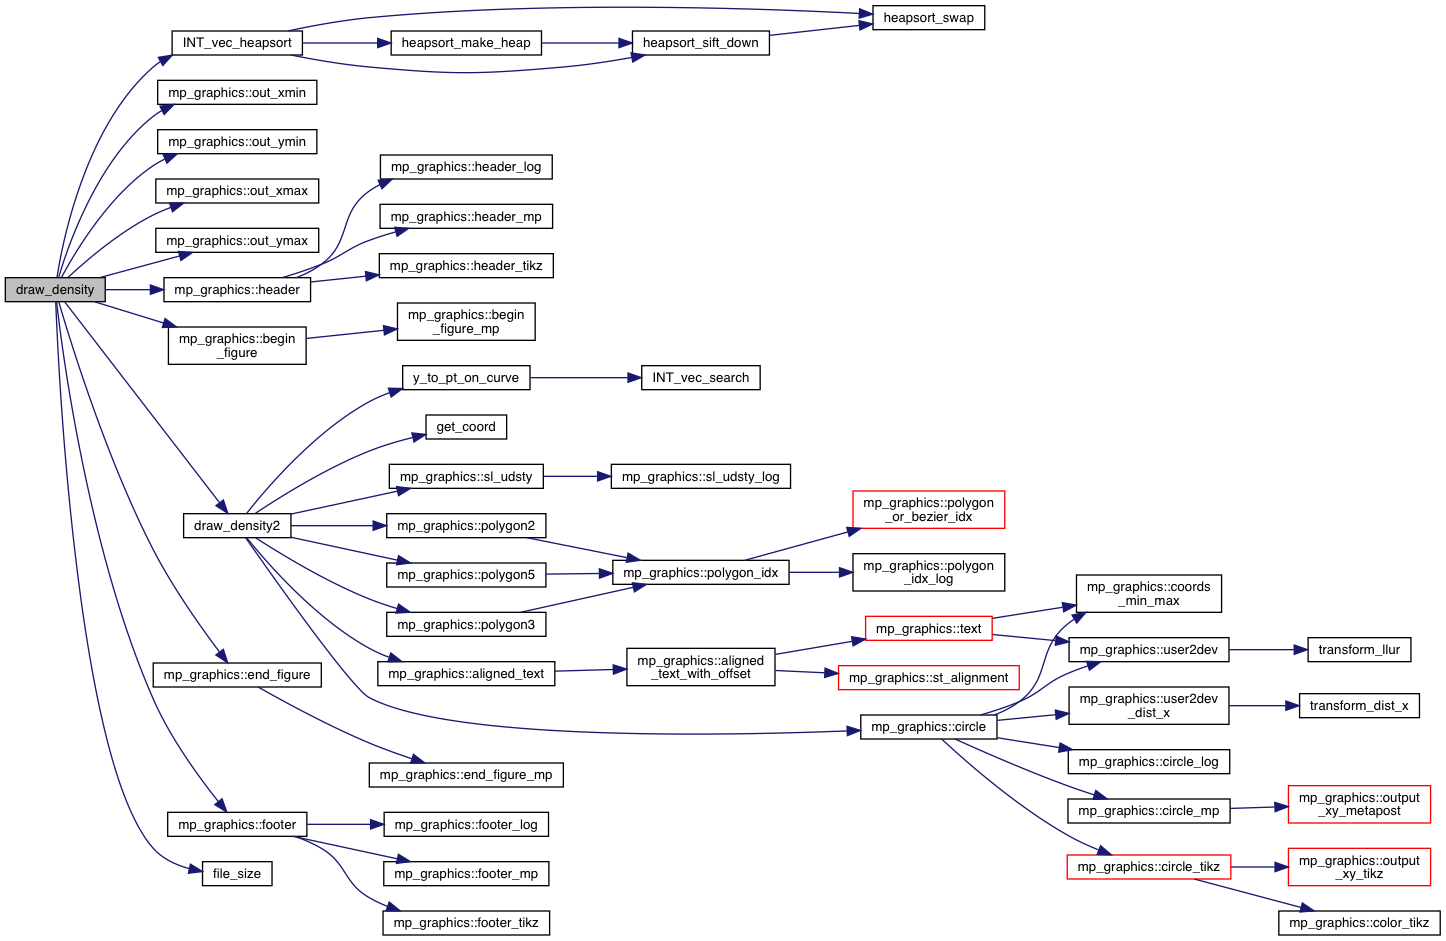 draw_density
INT_vec_heapsort
heapsort_make_heap
heapsort_sift_down
heapsort_swap
mp_graphics::out_xmin
mp_graphics::out_ymin
mp_graphics::out_xmax
mp_graphics::out_ymax
mp_graphics::header
mp_graphics::header_log
mp_graphics::header_mp
mp_graphics::header_tikz
mp_graphics::begin
_figure
mp_graphics::begin
_figure_mp
draw_density2
y_to_pt_on_curve
INT_vec_search
get_coord
mp_graphics::sl_udsty
mp_graphics::sl_udsty_log
mp_graphics::polygon2
mp_graphics::polygon5
mp_graphics::polygon3
mp_graphics::polygon_idx
mp_graphics::polygon
_or_bezier_idx
mp_graphics::polygon
_idx_log
mp_graphics::aligned_text
mp_graphics::aligned
_text_with_offset
mp_graphics::text
mp_graphics::st_alignment
mp_graphics::coords
_min_max
mp_graphics::user2dev
transform_llur
mp_graphics::circle
mp_graphics::user2dev
_dist_x
transform_dist_x
mp_graphics::circle_log
mp_graphics::circle_mp
mp_graphics::output
_xy_metapost
mp_graphics::circle_tikz
mp_graphics::output
_xy_tikz
mp_graphics::color_tikz
mp_graphics::end_figure
mp_graphics::end_figure_mp
mp_graphics::footer
mp_graphics::footer_log
mp_graphics::footer_mp
mp_graphics::footer_tikz
file_size